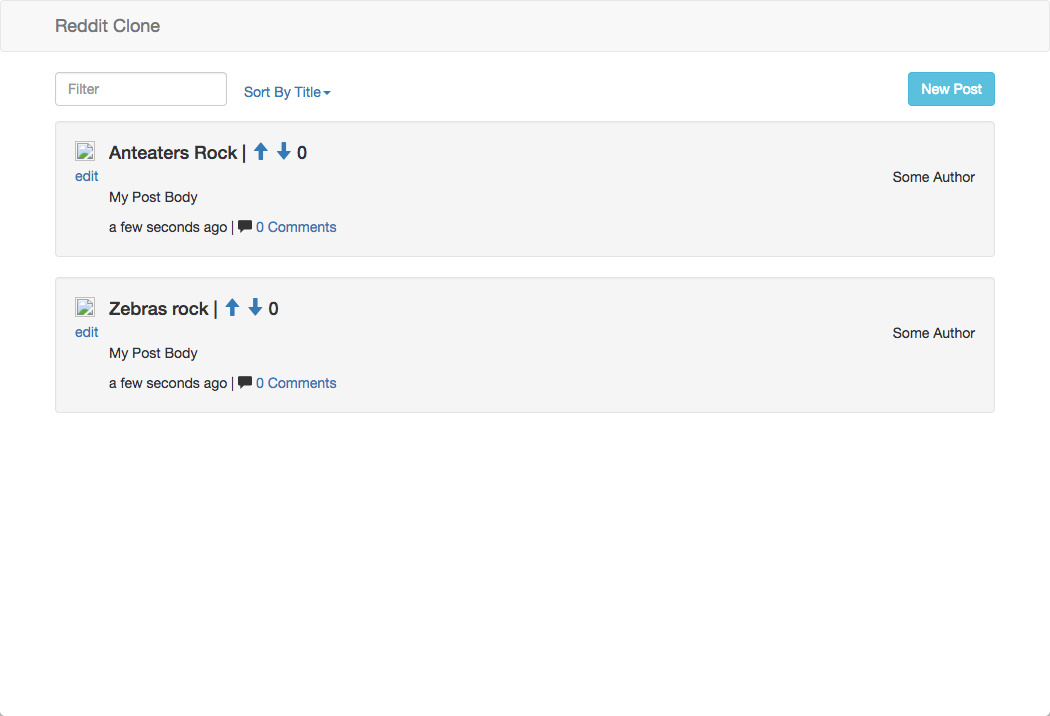 Reddit Clone
Filter
Sort By Title
New Post
Anteaters Rock | 0
edit
Some Author
My Post Body
a few seconds ago | 0 Comments
Zebras rock | 0
edit
Some Author
My Post Body
a few seconds ago | 0 Comments